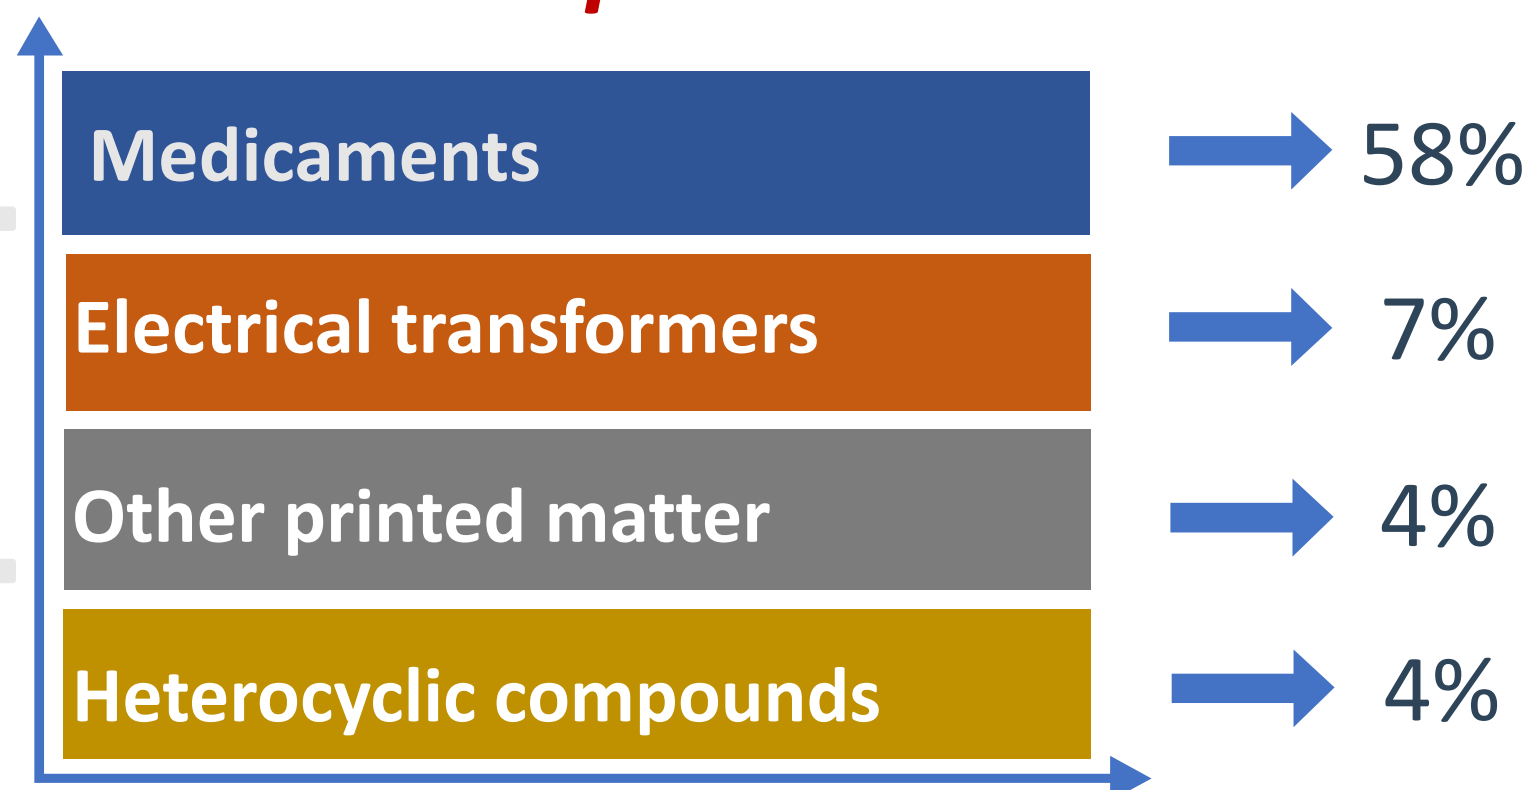 Medicaments 58%
Electrical transformers 7%
Other printed matter 4%
Heterocyclic compounds 4%